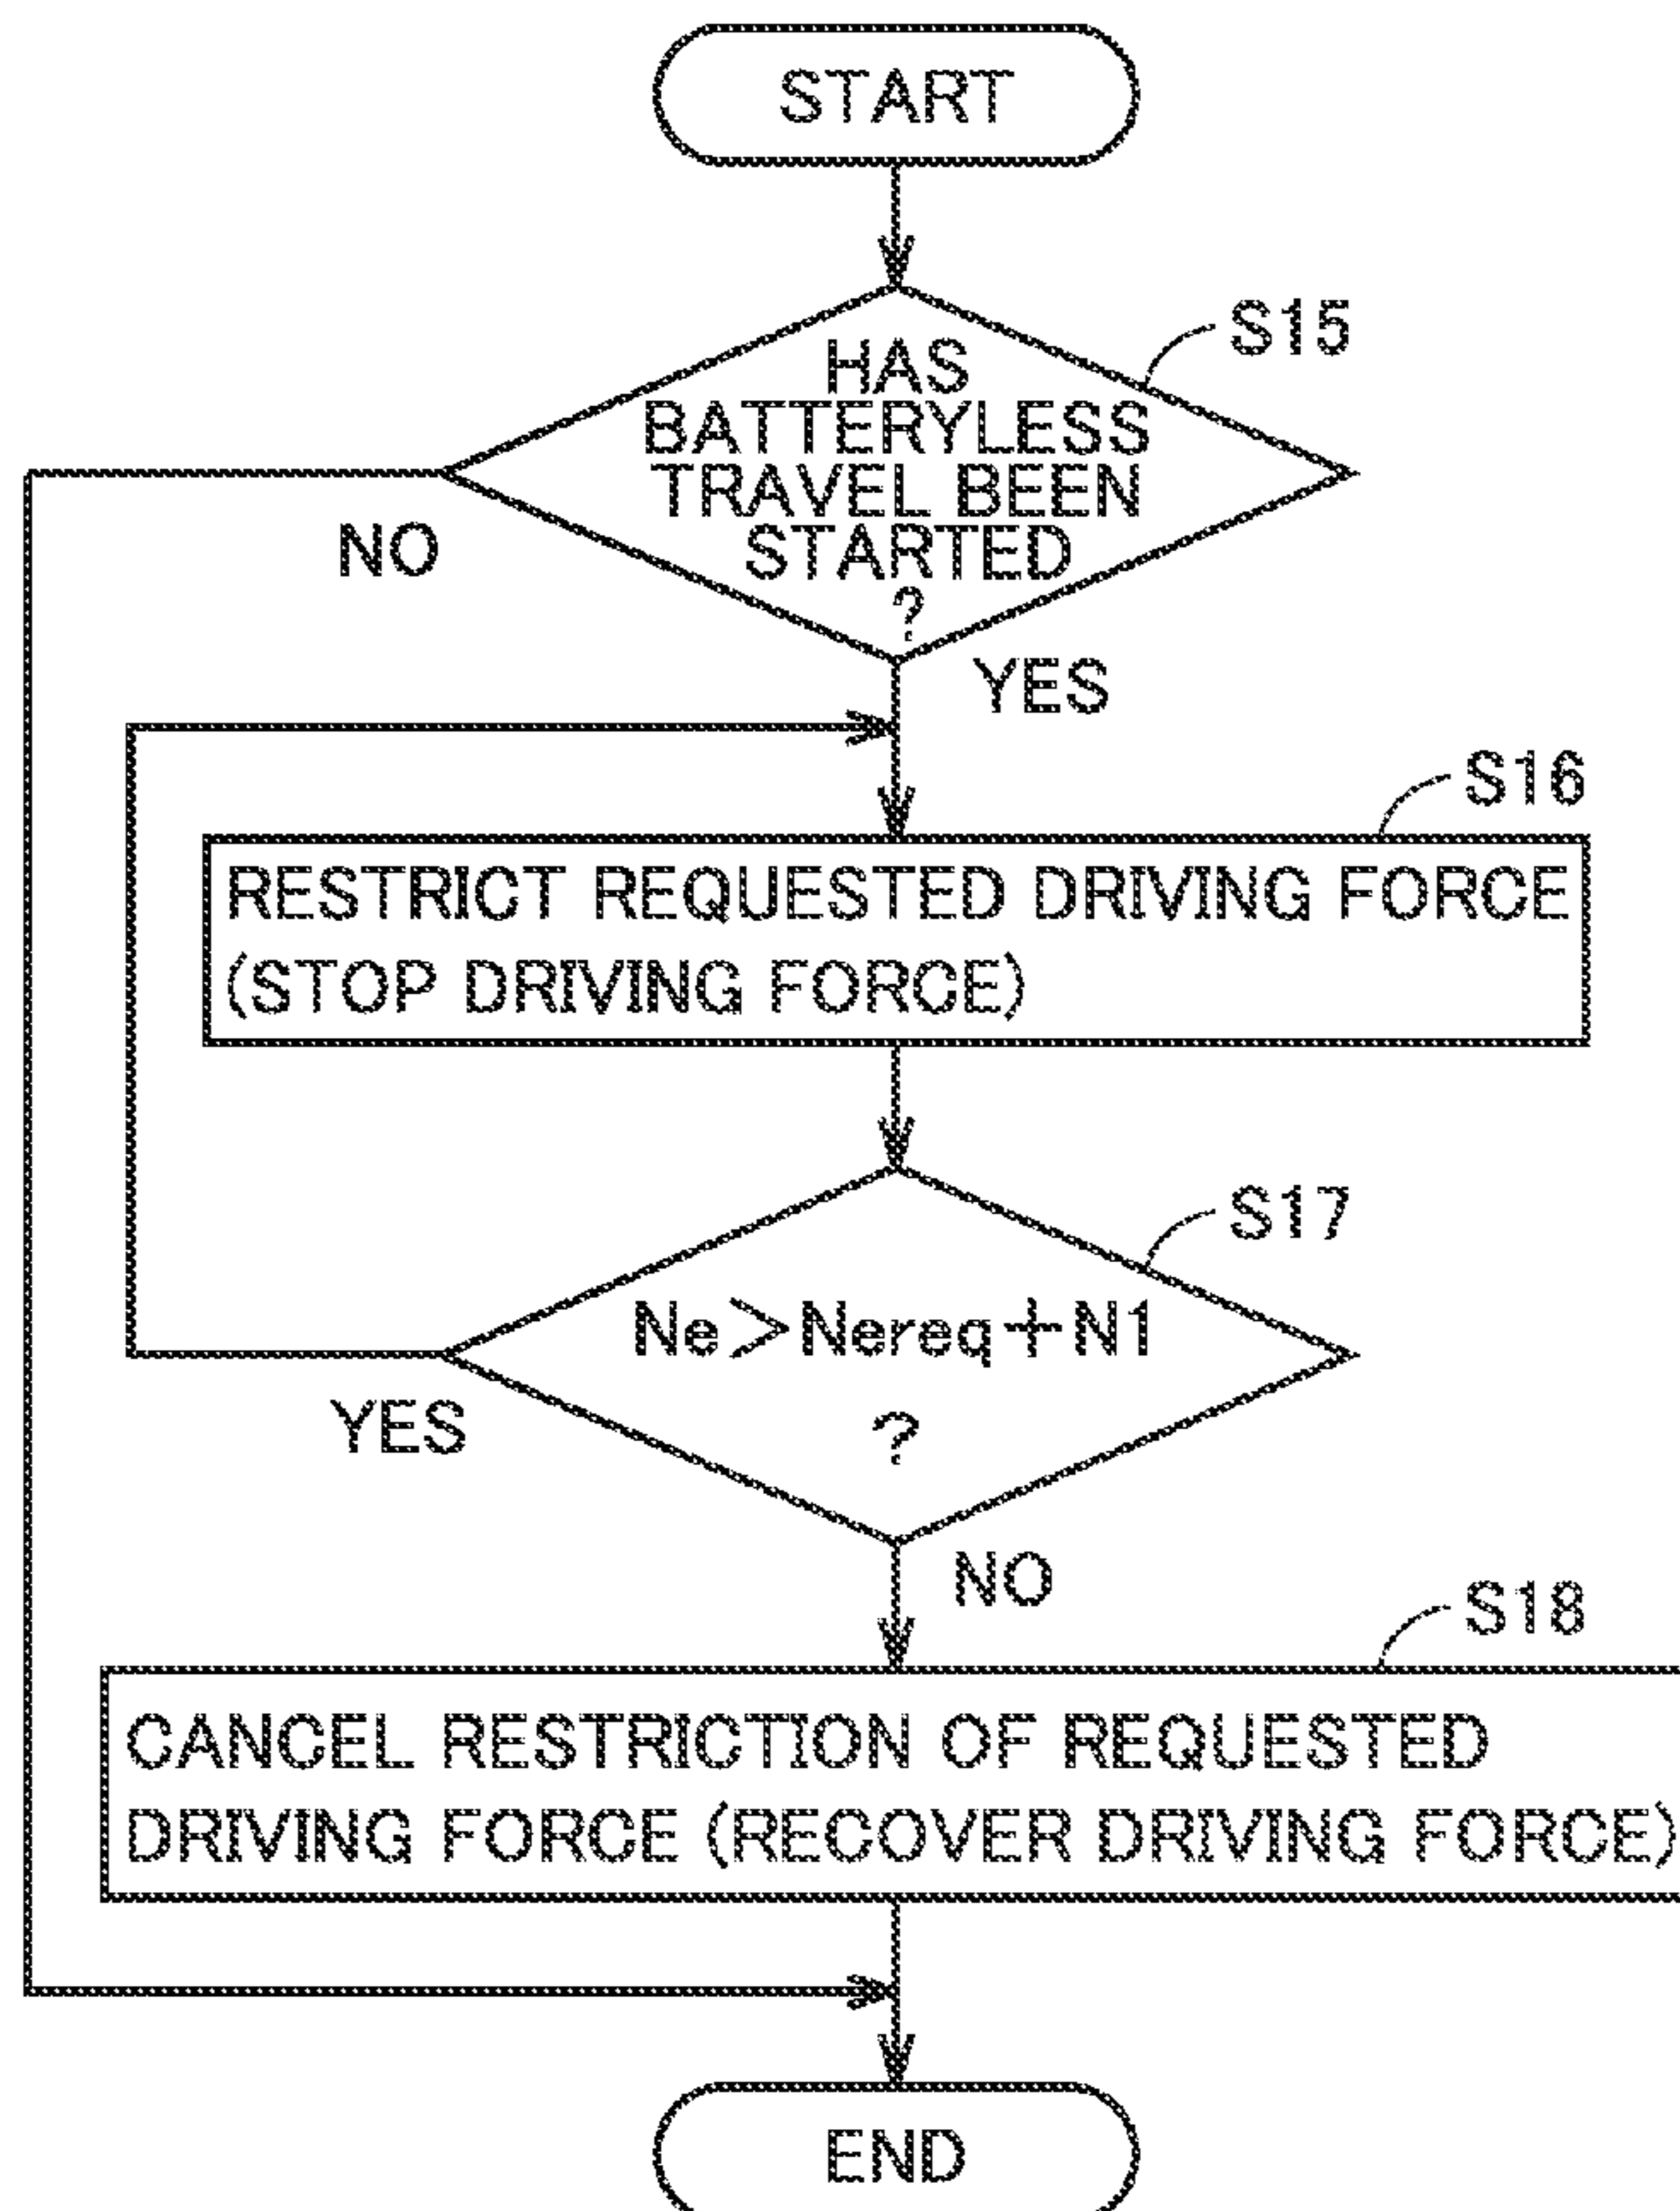 START
S15
HAS
BATTERYLESS
TRAVEL BEEN
STARTED
?
NO
YES
S16
RESTRICT REQUESTED DRIVING FORCE
(STOP DRIVING FORCE)
S17
Ne>Nereq+N1
?
YES
NO
S18
CANCEL RESTRICTION OF REQUESTED
DRIVING FORCE (RECOVER DRIVING FORCE)
END